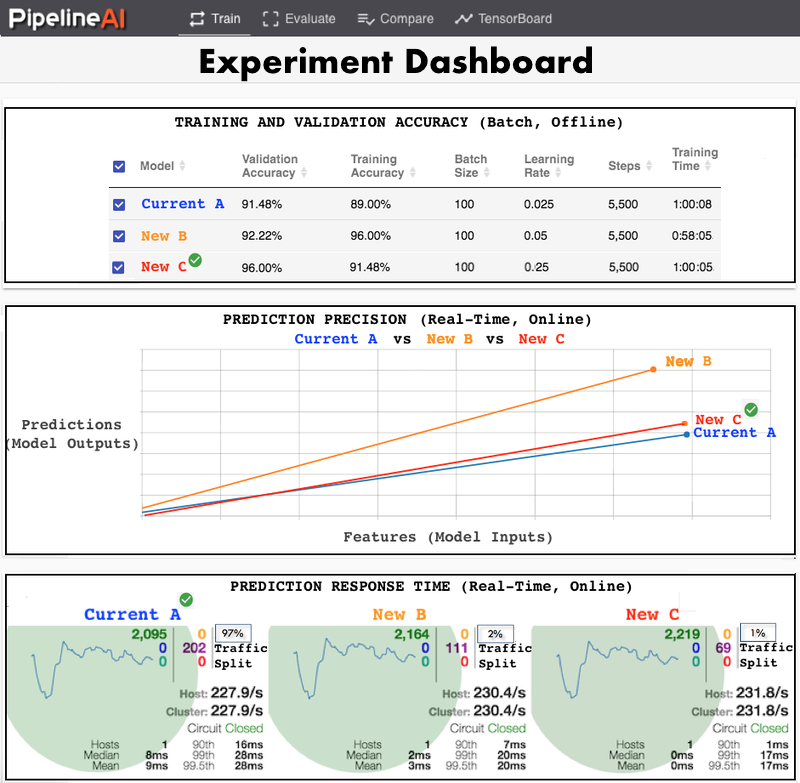 PipelineAI Train Evaluate Compare TensorBoard
Experiment Dashboard
TRAINING AND VALIDATION ACCURACY (Batch, Offline)
Model Validation Accuracy Training Accuracy Batch Size Learning Rate Steps Training Time
Current A 91.48% 89.00% 100 0.025 5,500 1:00:08
New B 92.22% 96.00% 100 0.05 5,500 0:58:05
New C 96.00% 91.48% 100 0.25 5,500 1:00:05
PREDICTION PRECISION (Real-Time, Online)
Current A vs New B vs New C
New B
New C
Current A
Predictions
(Model Outputs)
Features (Model Inputs)
PREDICTION RESPONSE TIME (Real-Time, Online)
Current A
2,095 0 97%
0 202 Traffic
0 0 Split
Host: 227.9/s
Cluster: 227.9/s
Circuit Closed
Hosts 1 90th 16ms
Median 8ms 99th 28ms
Mean 9ms 99.5th 28ms
New B
2,164 0 2%
0 111 Traffic
0 0 Split
Host: 230.4/s
Cluster: 230.4/s
Circuit Closed
Hosts 1 90th 7ms
Median 2ms 99th 20ms
Mean 3ms 99.5th 20ms
New C
2,219 0 1%
0 69 Traffic
0 0 Split
Host: 231.8/s
Cluster: 231.8/s
Circuit Closed
Hosts 1 90th 1ms
Median 0ms 99th 17ms
Mean 0ms 99.5th 17ms